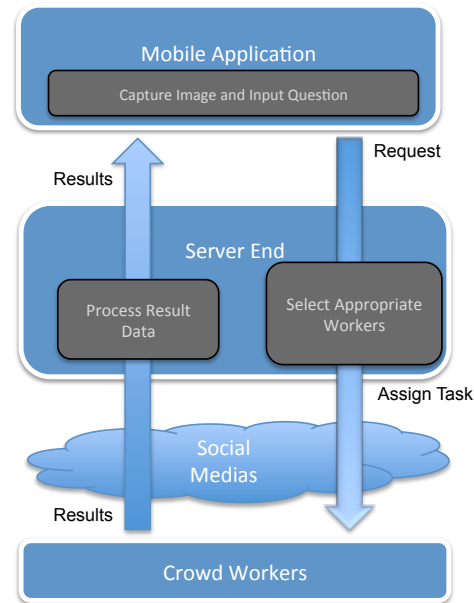 Mobile Application
Capture Image and Input Question
Request
Results
Server End
Process Result
Data
Select Appropriate
Workers
Assign Task
Social
Medias
Results
Crowd Workers